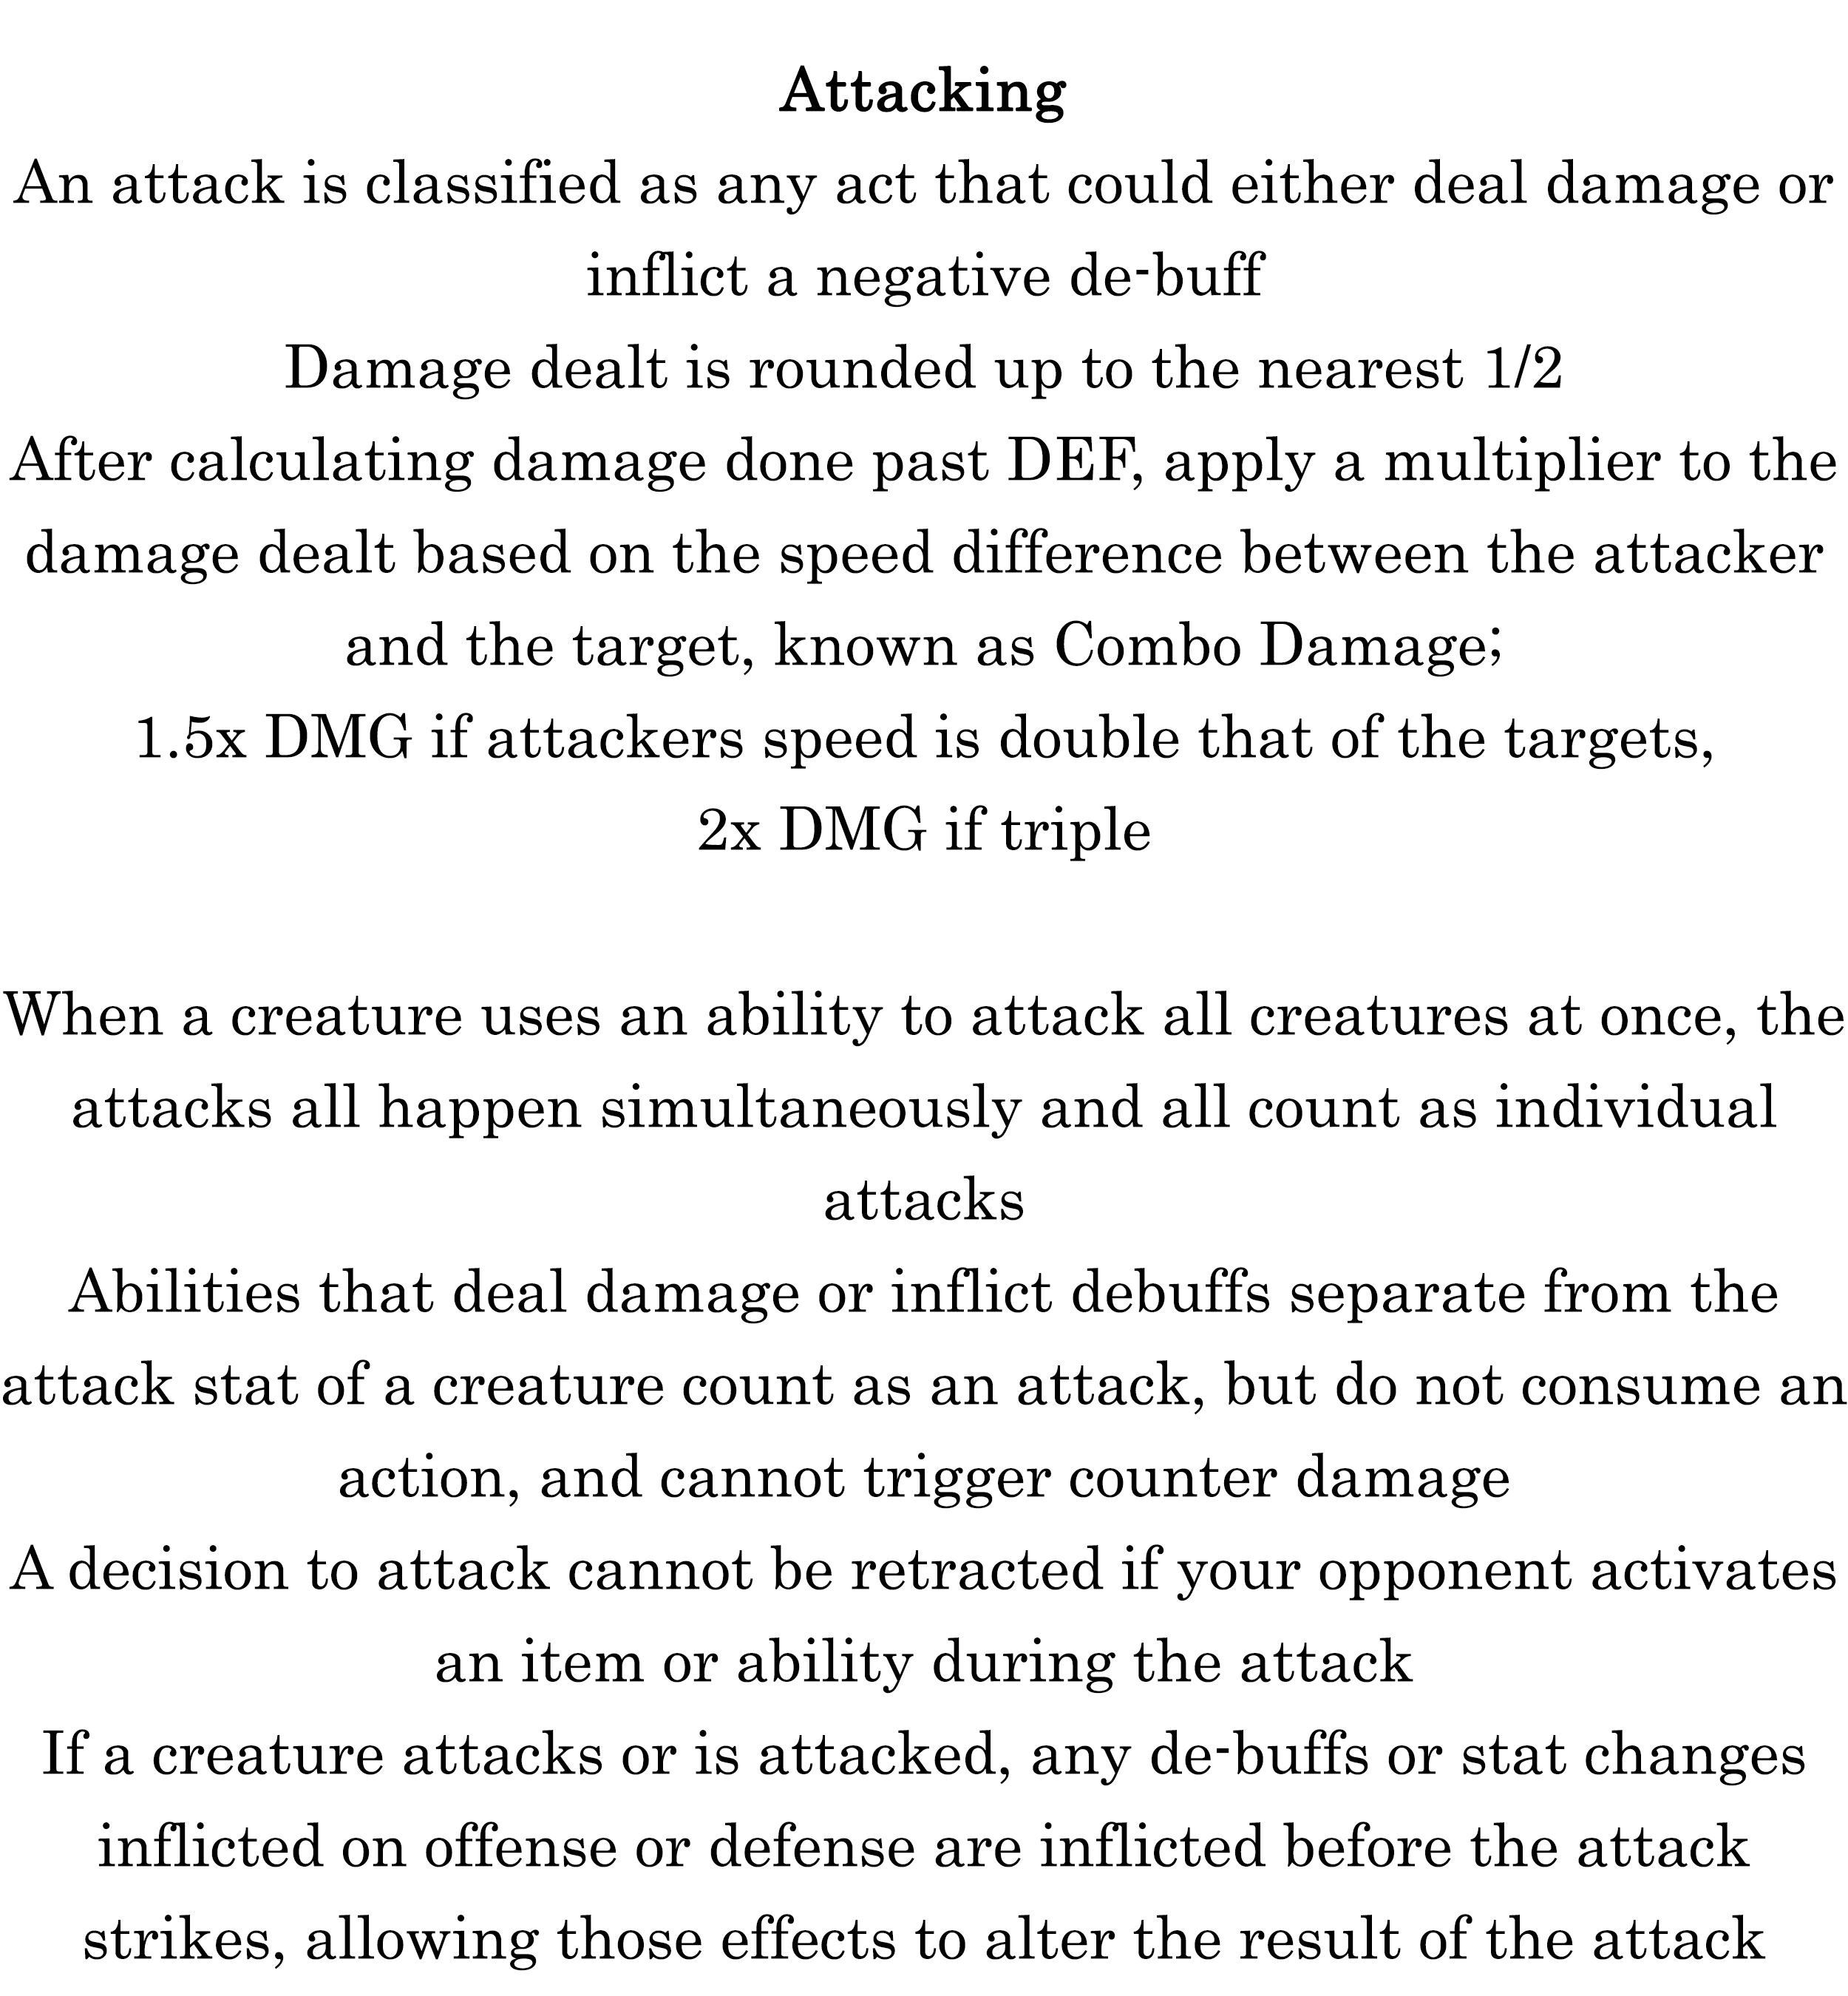 Attacking
An attack is classified as any act that could either deal damage or
inflict a negative de-buff
Damage dealt is rounded up to the nearest 1/2
After calculating damage done past DEF, apply a multiplier to the
damage dealt based on the speed difference between the attacker
and the target, known as Combo Damage;
1.5x DMG if attackers speed is double that of the targets,
2x DMG if triple
When a creature uses an ability to attack all creatures at once, the
attacks all happen simultaneously and all count as individual
attacks
Abilities that deal damage or inflict debuffs separate from the
attack stat of a creature count as an attack, but do not consume an
action, and cannot trigger counter damage
A decision to attack cannot be retracted if your opponent activates
an item or ability during the attack
If a creature attacks or is attacked, any de-buffs or stat changes
inflicted on offense or defense are inflicted before the attack
strikes, allowing those effects to alter the result of the attack